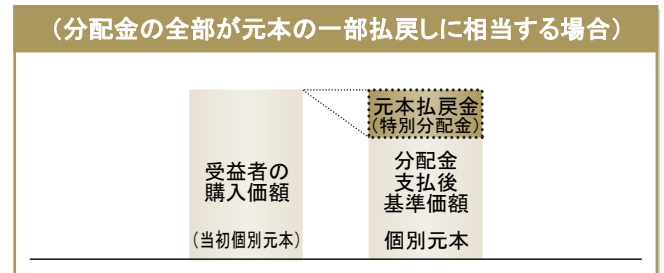 （分配金の全部が元本の一部払戻しに相当する場合）
受益者の
購入価額
（当初個別元本）
元本払戻金
（特別分配金）
分配金
支払後
基準価額
個別元本